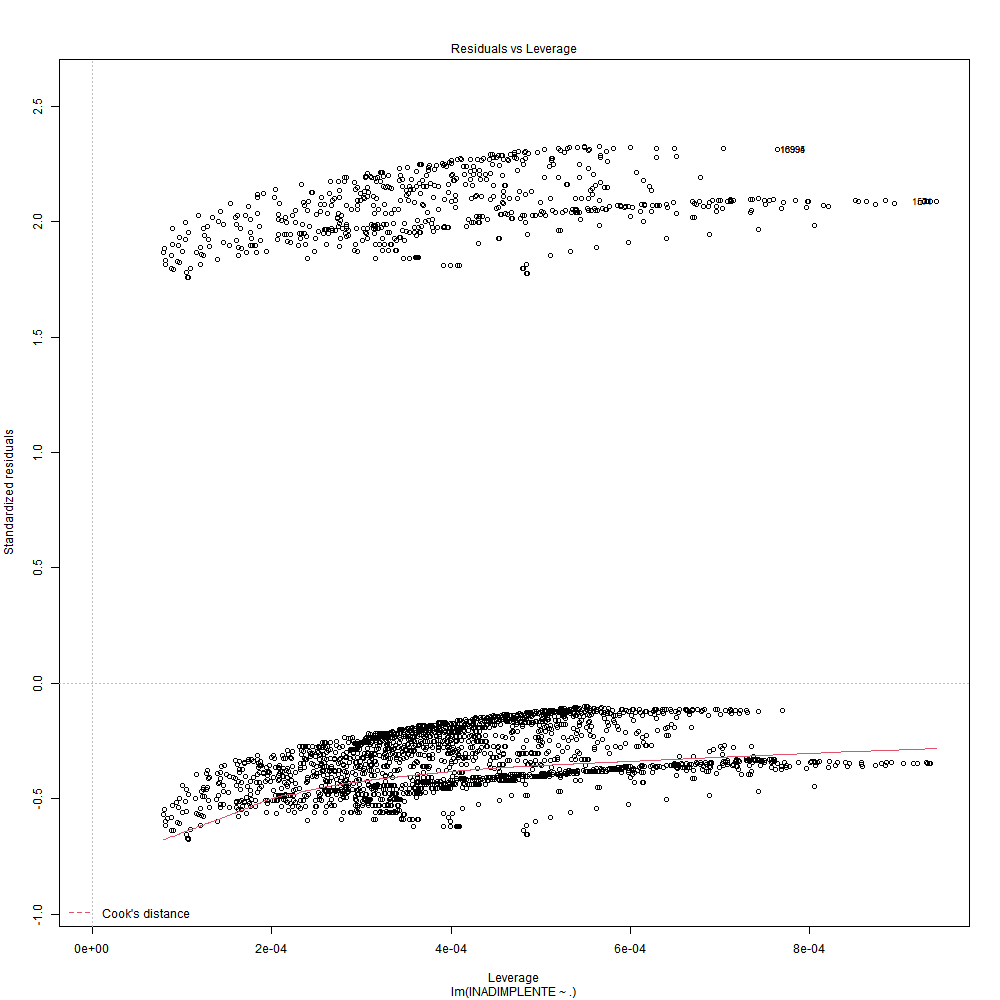 Residuals vs Leverage
2.5
2.0
1.5
1.0
0.5
0.0
-0.5
-1.0
Standardized residuals
Cook's distance
0e+00 2e-04 4e-04 6e-04 8e-04
Leverage
lm(INADIMPLENTE ~ .)